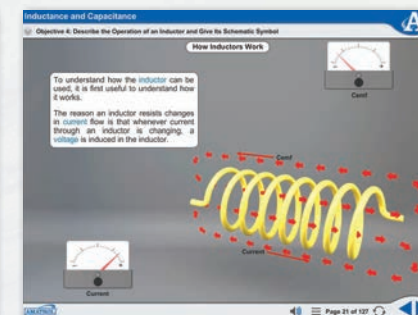 Inductance and Capacitance
Objective 4: Describe the Operation of an Inductor and Give Its Schematic Symbol
How Inductors Work
To understand how the inductor can be
used, it is first useful to understand how
it works.
The reason an inductor resists changes
in current flow is that whenever current
through an inductor is changing, a
voltage is induced in the inductor.
Cemf
Cemf
Current
Current
AMATROL
Page 21 of 127